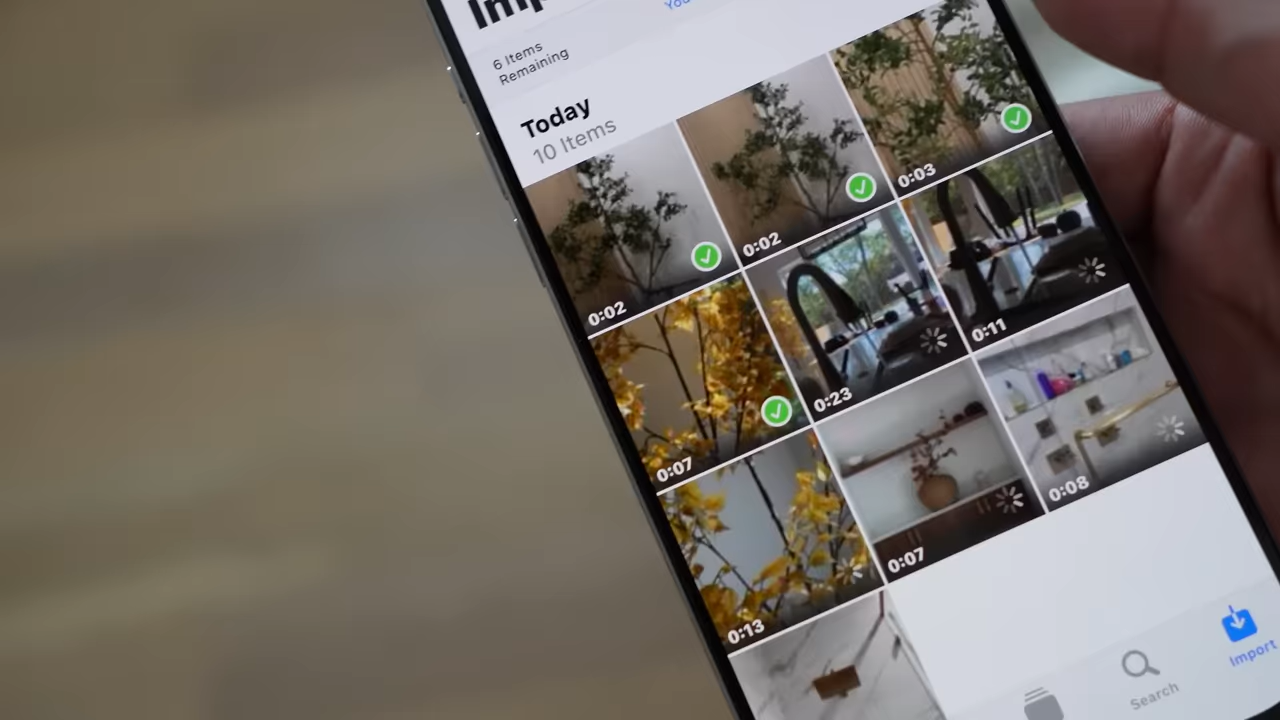 6 Items
Remaining
Today
10 Items
0:02
0:02
0:03
0:07
0:23
0:11
0:13
0:07
0:08
Search
Import